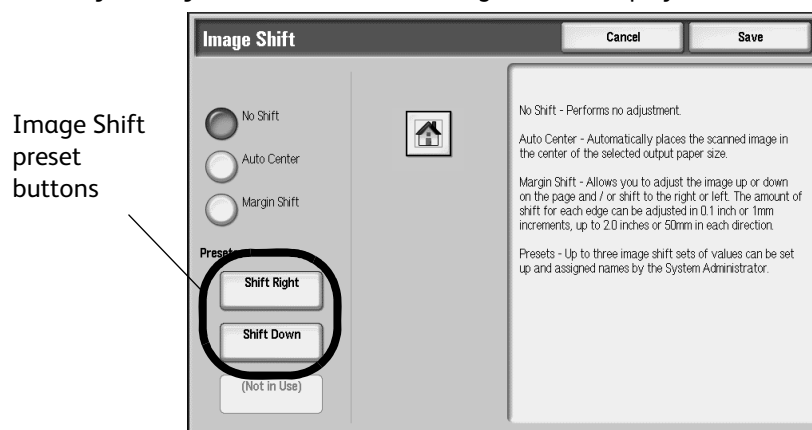 Image Shift
Cancel
Save
Image Shift
preset
buttons
No Shift
Auto Center
Margin Shift
Presets
Shift Right
Shift Down
(Not in Use)
No Shift - Performs no adjustment.
Auto Center - Automatically places the scanned image in
the center of the selected output paper size.
Margin Shift - Allows you to adjust the image up or down
on the page and / or shift to the right or left. The amount of
shift for each edge can be adjusted in 0.1 inch or 1mm
increments, up to 2.0 inches or 50mm in each direction.
Presets - Up to three image shift sets of values can be set
up and assigned names by the System Administrator.